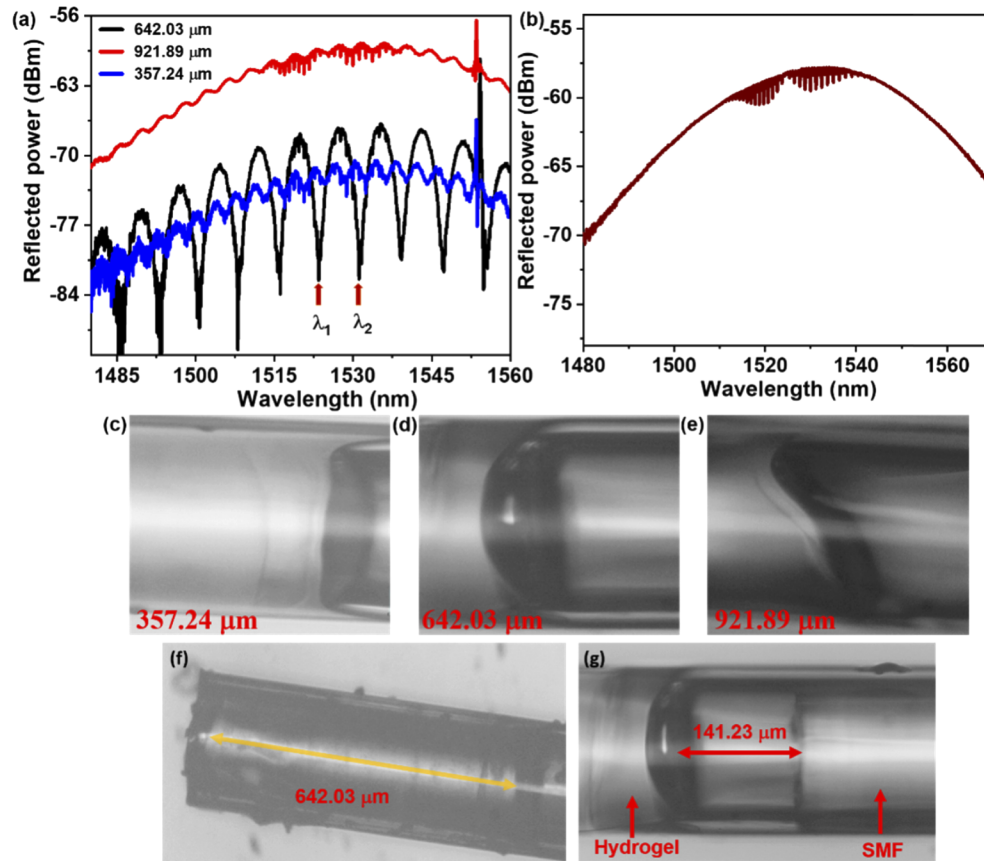 (a)
-56
-63
-70
-77
-84
Reflected power (dBm)
642.03 μm
921.89 μm
357.24 μm
λ1
λ2
1485 1500 1515 1530 1545 1560
Wavelength (nm)
(b)
-55
-60
-65
-70
-75
Reflected power (dBm)
1480 1500 1520 1540 1560
Wavelength (nm)
(c)
357.24 μm
(d)
642.03 μm
(e)
921.89 μm
(f)
642.03 μm
(g)
141.23 μm
Hydrogel
SMF